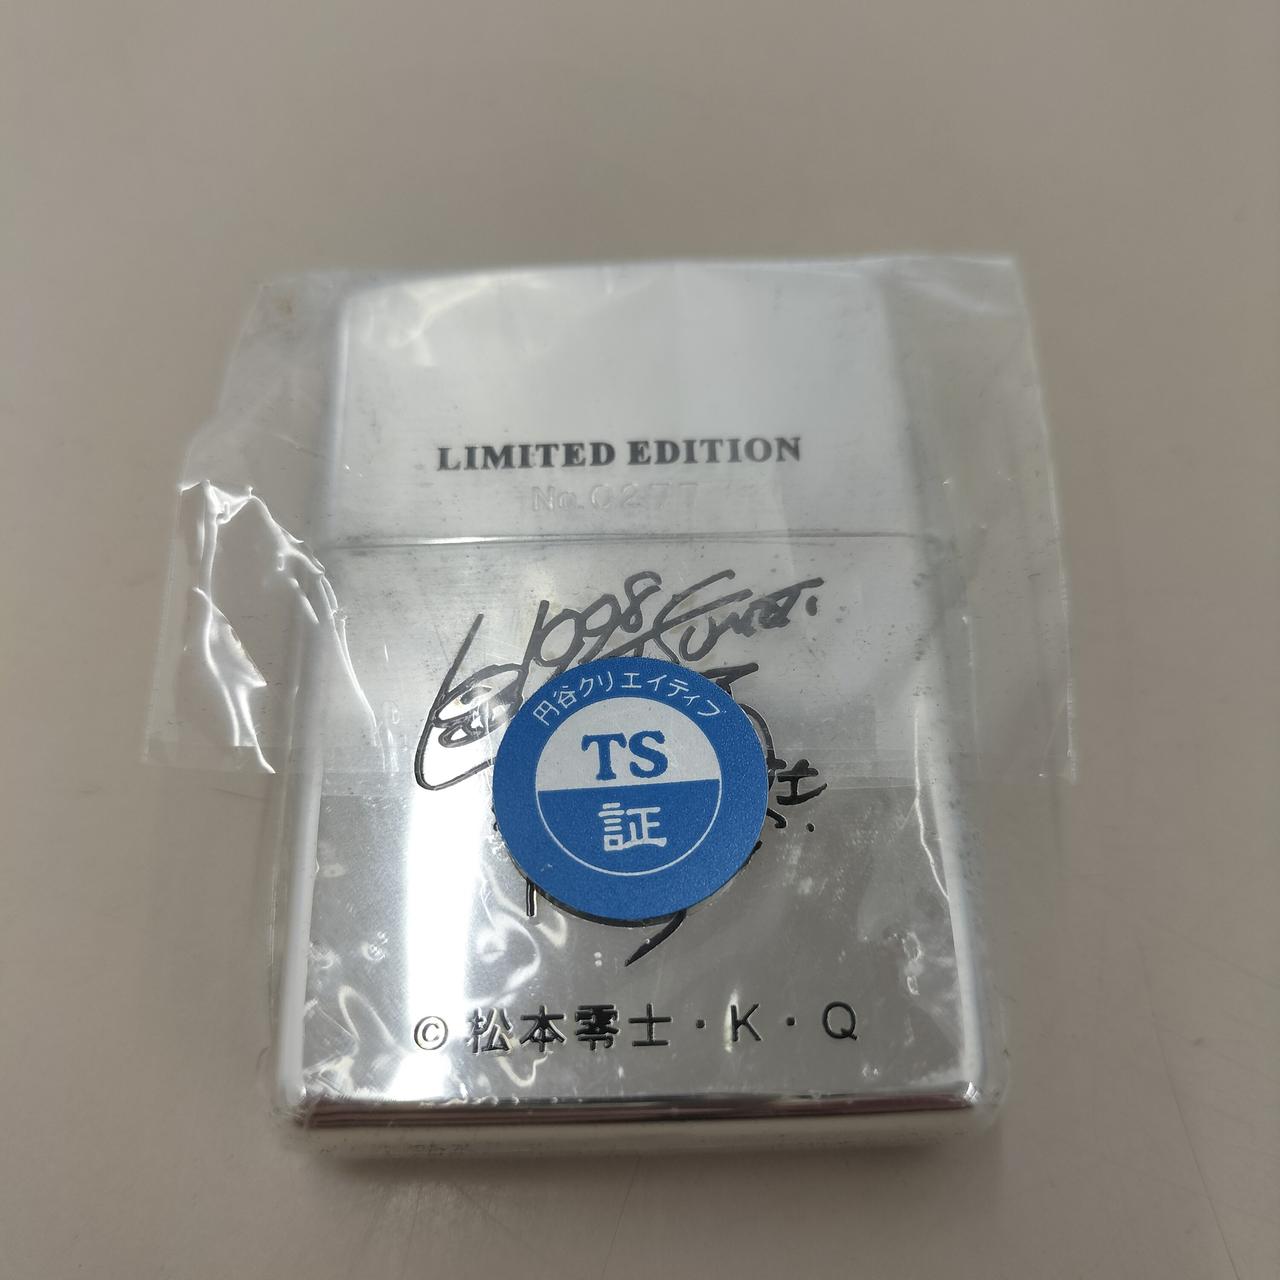 LIMITED EDITION
No.0277
1998
円谷クリエイティブ
TS
証
© 松本零士・K・Q